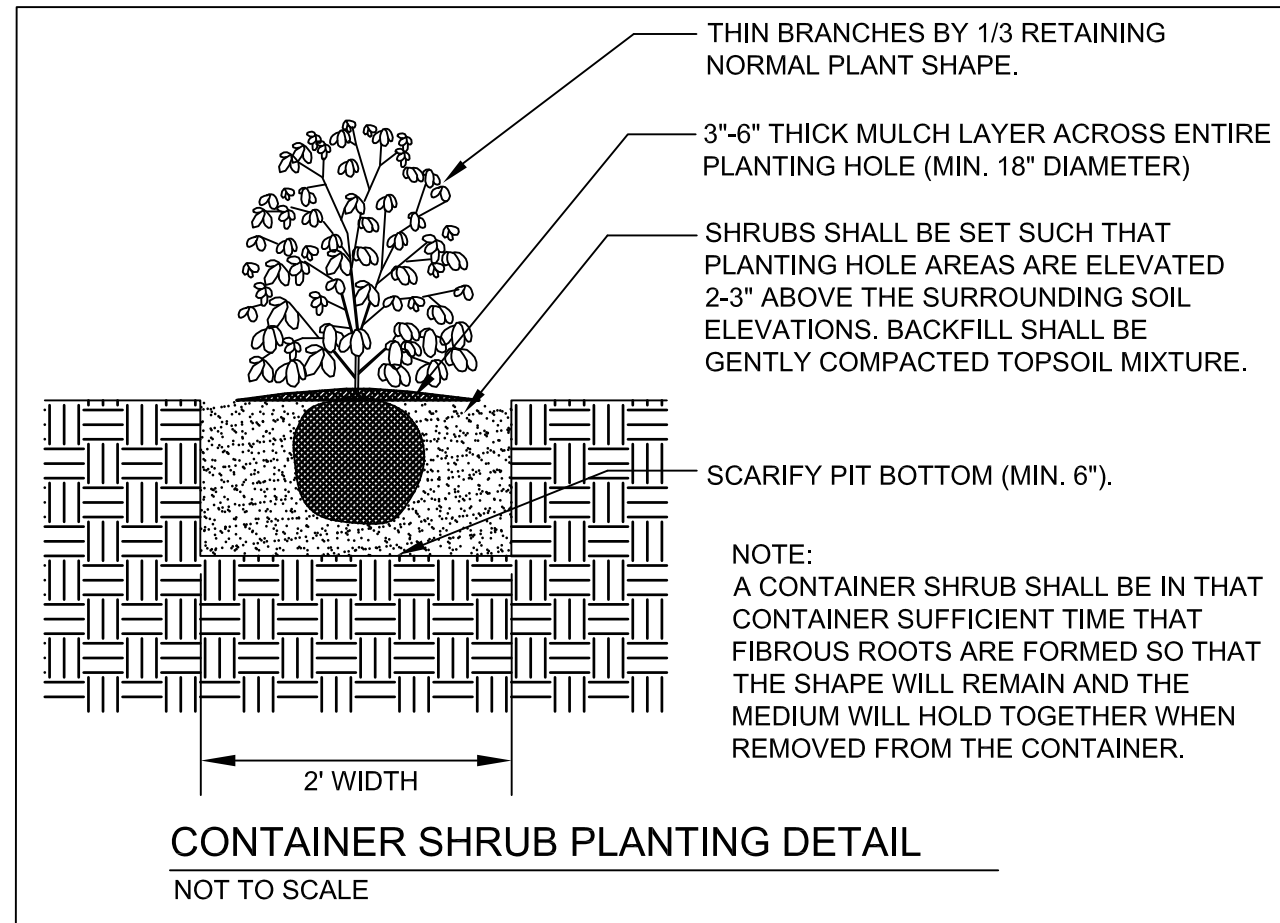 THIN BRANCHES BY 1/3 RETAINING
NORMAL PLANT SHAPE.
3"-6" THICK MULCH LAYER ACROSS ENTIRE
PLANTING HOLE (MIN. 18" DIAMETER)
SHRUBS SHALL BE SET SUCH THAT
PLANTING HOLE AREAS ARE ELEVATED
2-3" ABOVE THE SURROUNDING SOIL
ELEVATIONS. BACKFILL SHALL BE
GENTLY COMPACTED TOPSOIL MIXTURE.
SCARIFY PIT BOTTOM (MIN. 6").
NOTE:
A CONTAINER SHRUB SHALL BE IN THAT
CONTAINER SUFFICIENT TIME THAT
FIBROUS ROOTS ARE FORMED SO THAT
THE SHAPE WILL REMAIN AND THE
MEDIUM WILL HOLD TOGETHER WHEN
REMOVED FROM THE CONTAINER.
2' WIDTH
CONTAINER SHRUB PLANTING DETAIL
NOT TO SCALE